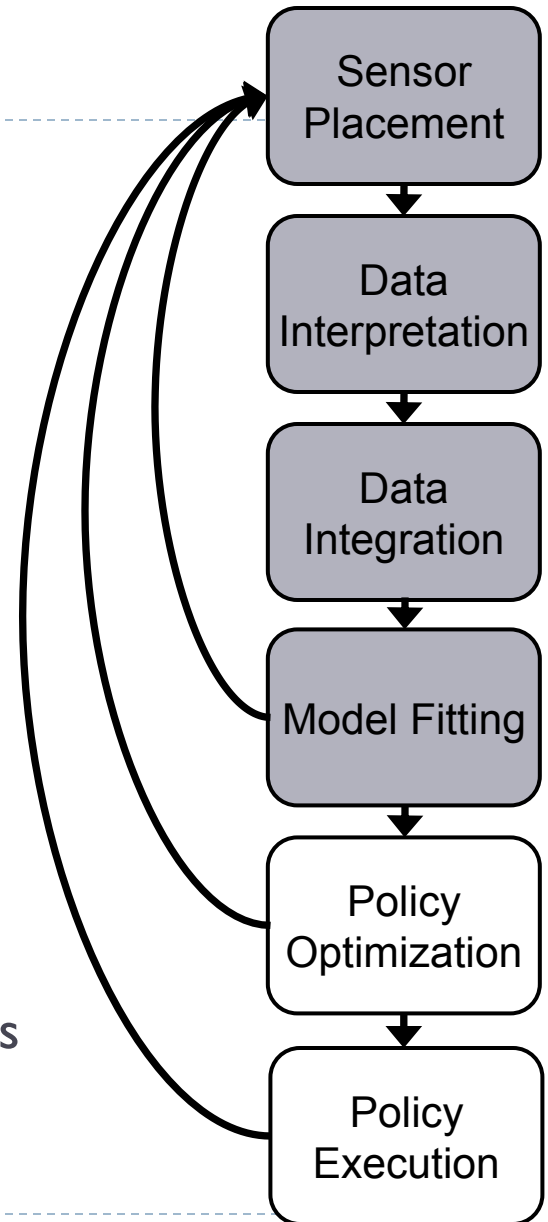 Sensor
Placement
Data
Interpretation
Data
Integration
Model Fitting
Policy
Optimization
s
Policy
Execution